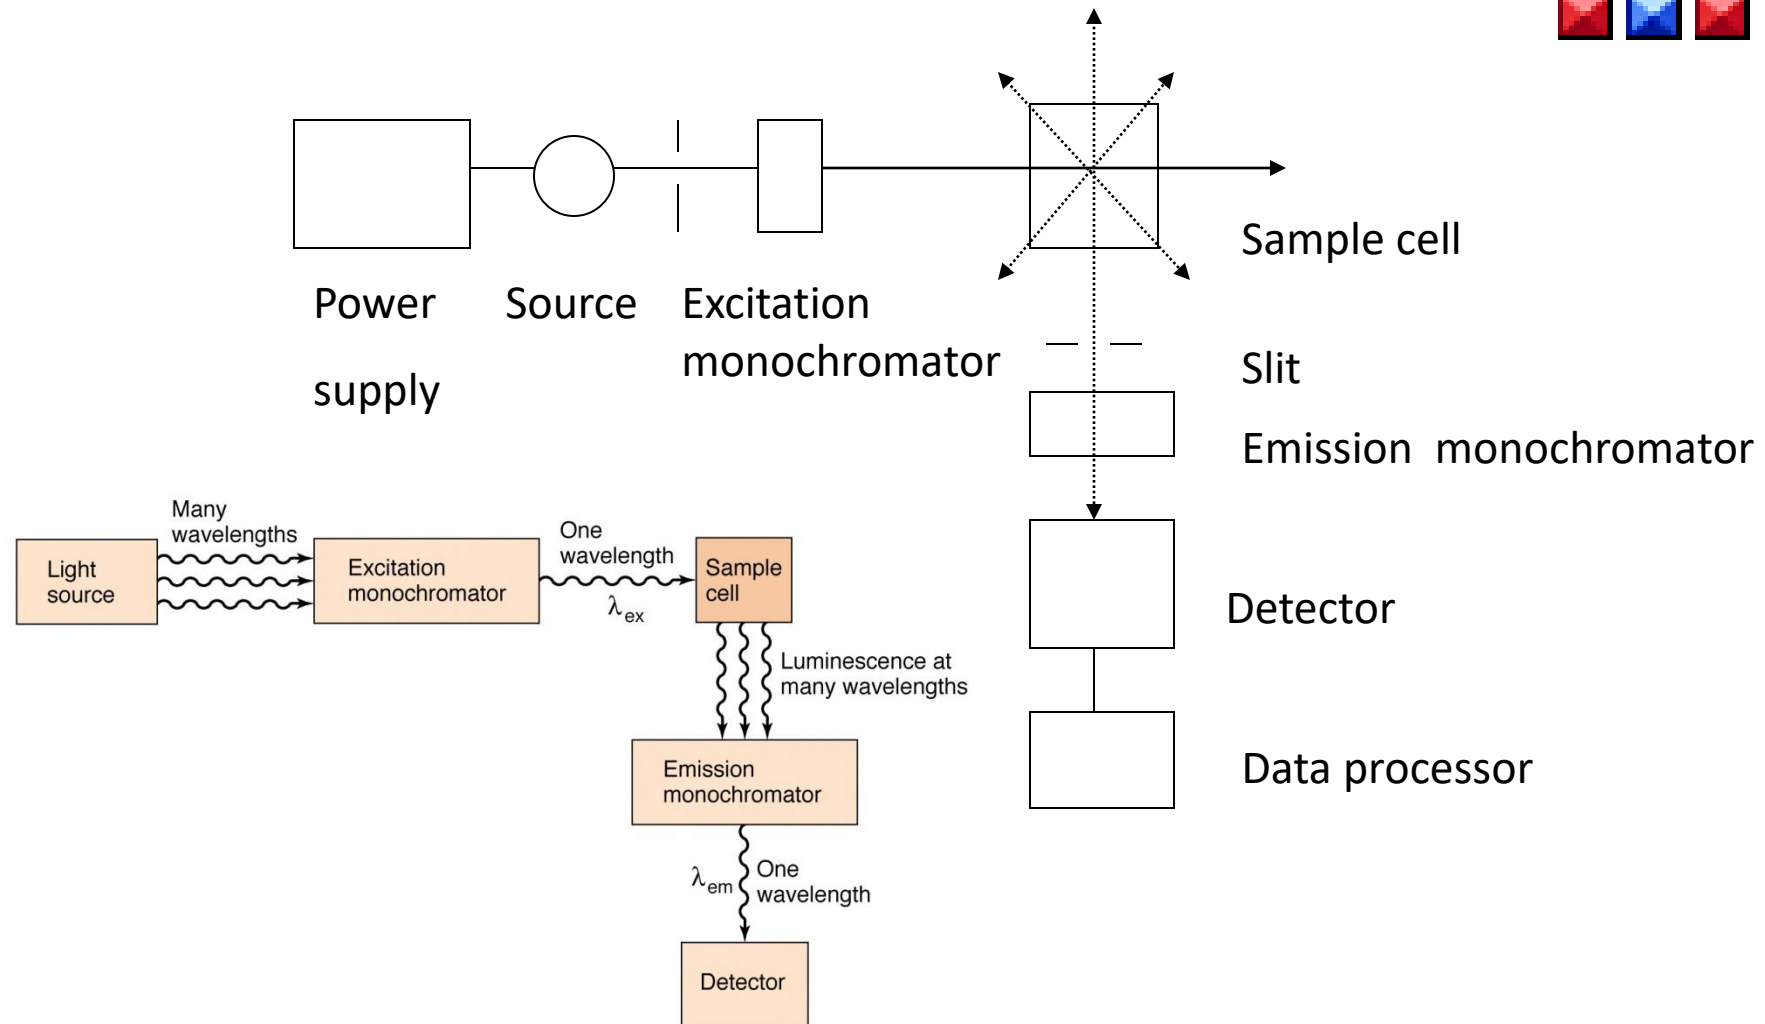 Sample cell
Power Source Excitation
monochromator
supply
Slit
Emission monochromator
Detector
Data processor
Many
wavelengths
Light
source
Excitation
monochromator
One
wavelength
λex
Sample
cell
Luminescence at
many wavelengths
Emission
monochromator
λem
One
wavelength
Detector